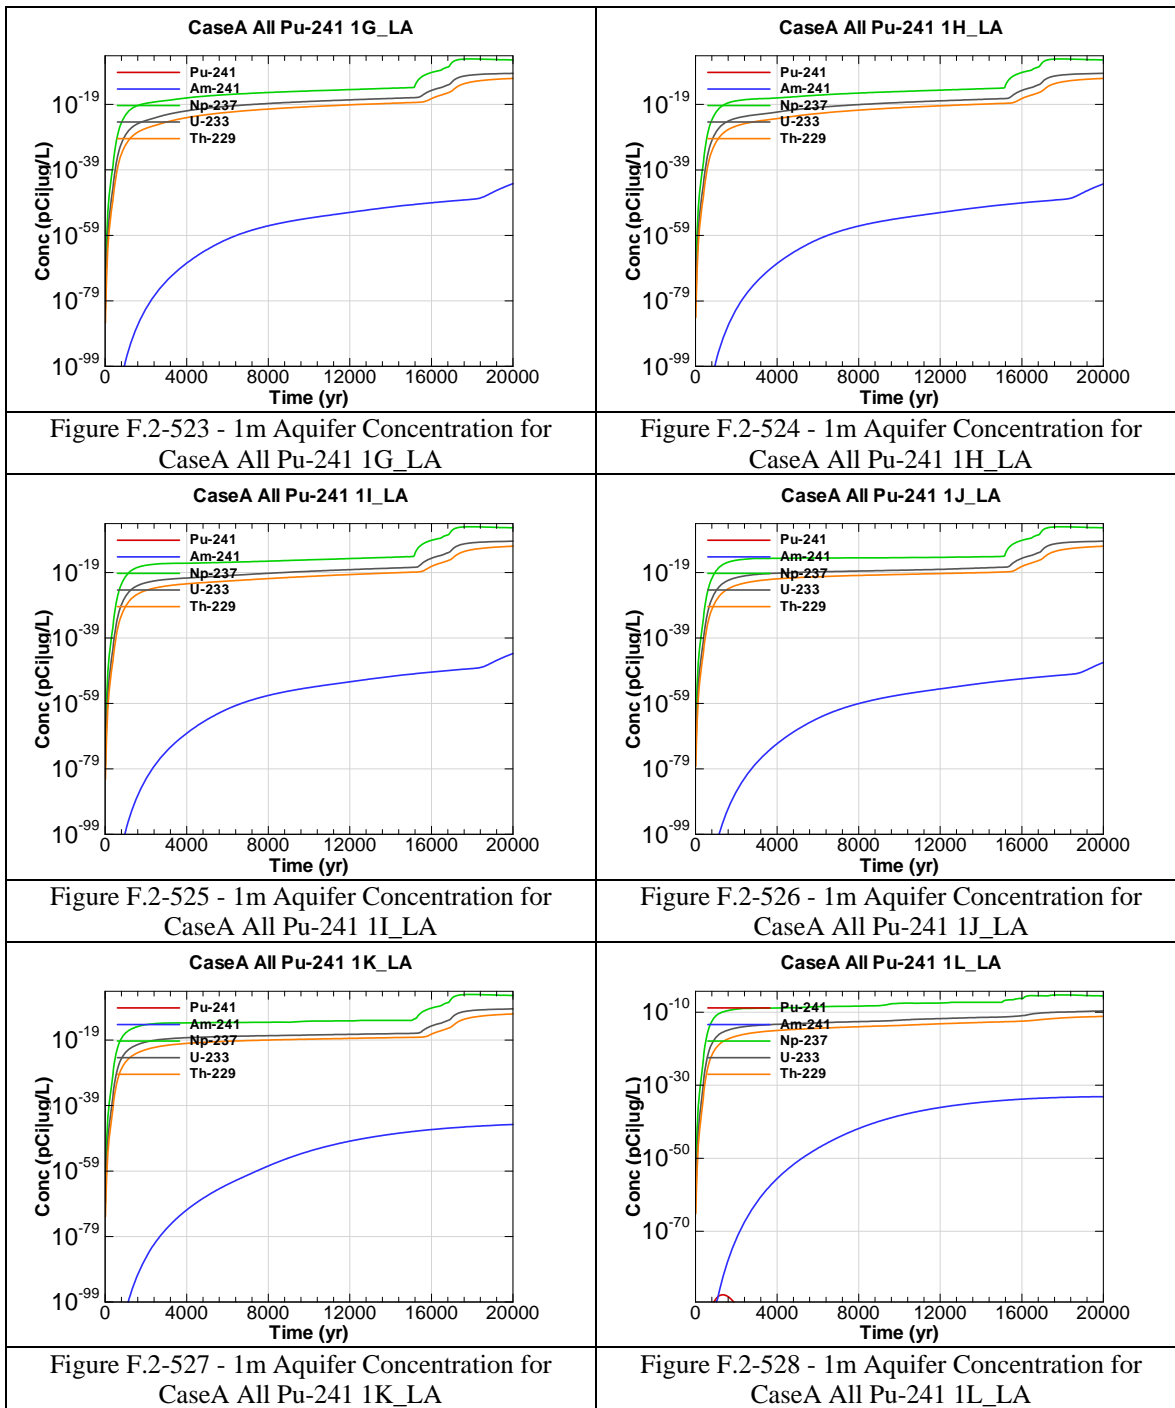 CaseA All Pu-241 1G_LA
Pu-241
Am-241
Np-237
U-233
Th-229
10-19
10-39
10-59
10-79
10-99
Conc (pCi|ug/L)
0 4000 8000 12000 16000 20000
Time (yr)
Figure F.2-523 - 1m Aquifer Concentration for
CaseA All Pu-241 1G_LA
CaseA All Pu-241 1H_LA
Pu-241
Am-241
Np-237
U-233
Th-229
10-19
10-39
10-59
10-79
10-99
Conc (pCi|ug/L)
0 4000 8000 12000 16000 20000
Time (yr)
Figure F.2-524 - 1m Aquifer Concentration for
CaseA All Pu-241 1H_LA
CaseA All Pu-241 1I_LA
Pu-241
Am-241
Np-237
U-233
Th-229
10-19
10-39
10-59
10-79
10-99
Conc (pCi|ug/L)
0 4000 8000 12000 16000 20000
Time (yr)
Figure F.2-525 - 1m Aquifer Concentration for
CaseA All Pu-241 1I_LA
CaseA All Pu-241 1J_LA
Pu-241
Am-241
Np-237
U-233
Th-229
10-19
10-39
10-59
10-79
10-99
Conc (pCi|ug/L)
0 4000 8000 12000 16000 20000
Time (yr)
Figure F.2-526 - 1m Aquifer Concentration for
CaseA All Pu-241 1J_LA
CaseA All Pu-241 1K_LA
Pu-241
Am-241
Np-237
U-233
Th-229
10-19
10-39
10-59
10-79
10-99
Conc (pCi|ug/L)
0 4000 8000 12000 16000 20000
Time (yr)
Figure F.2-527 - 1m Aquifer Concentration for
CaseA All Pu-241 1K_LA
CaseA All Pu-241 1L_LA
Pu-241
Am-241
Np-237
U-233
Th-229
10-10
10-30
10-50
10-70
Conc (pCi|ug/L)
0 4000 8000 12000 16000 20000
Time (yr)
Figure F.2-528 - 1m Aquifer Concentration for
CaseA All Pu-241 1L_LA